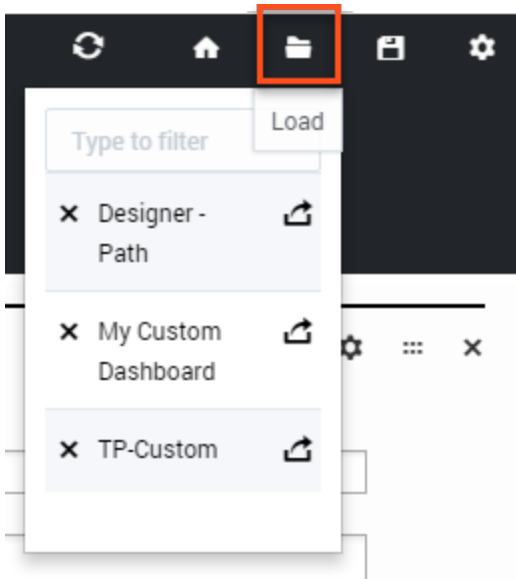 Load
Type to filter
Designer -
Path
My Custom
Dashboard
TP-Custom